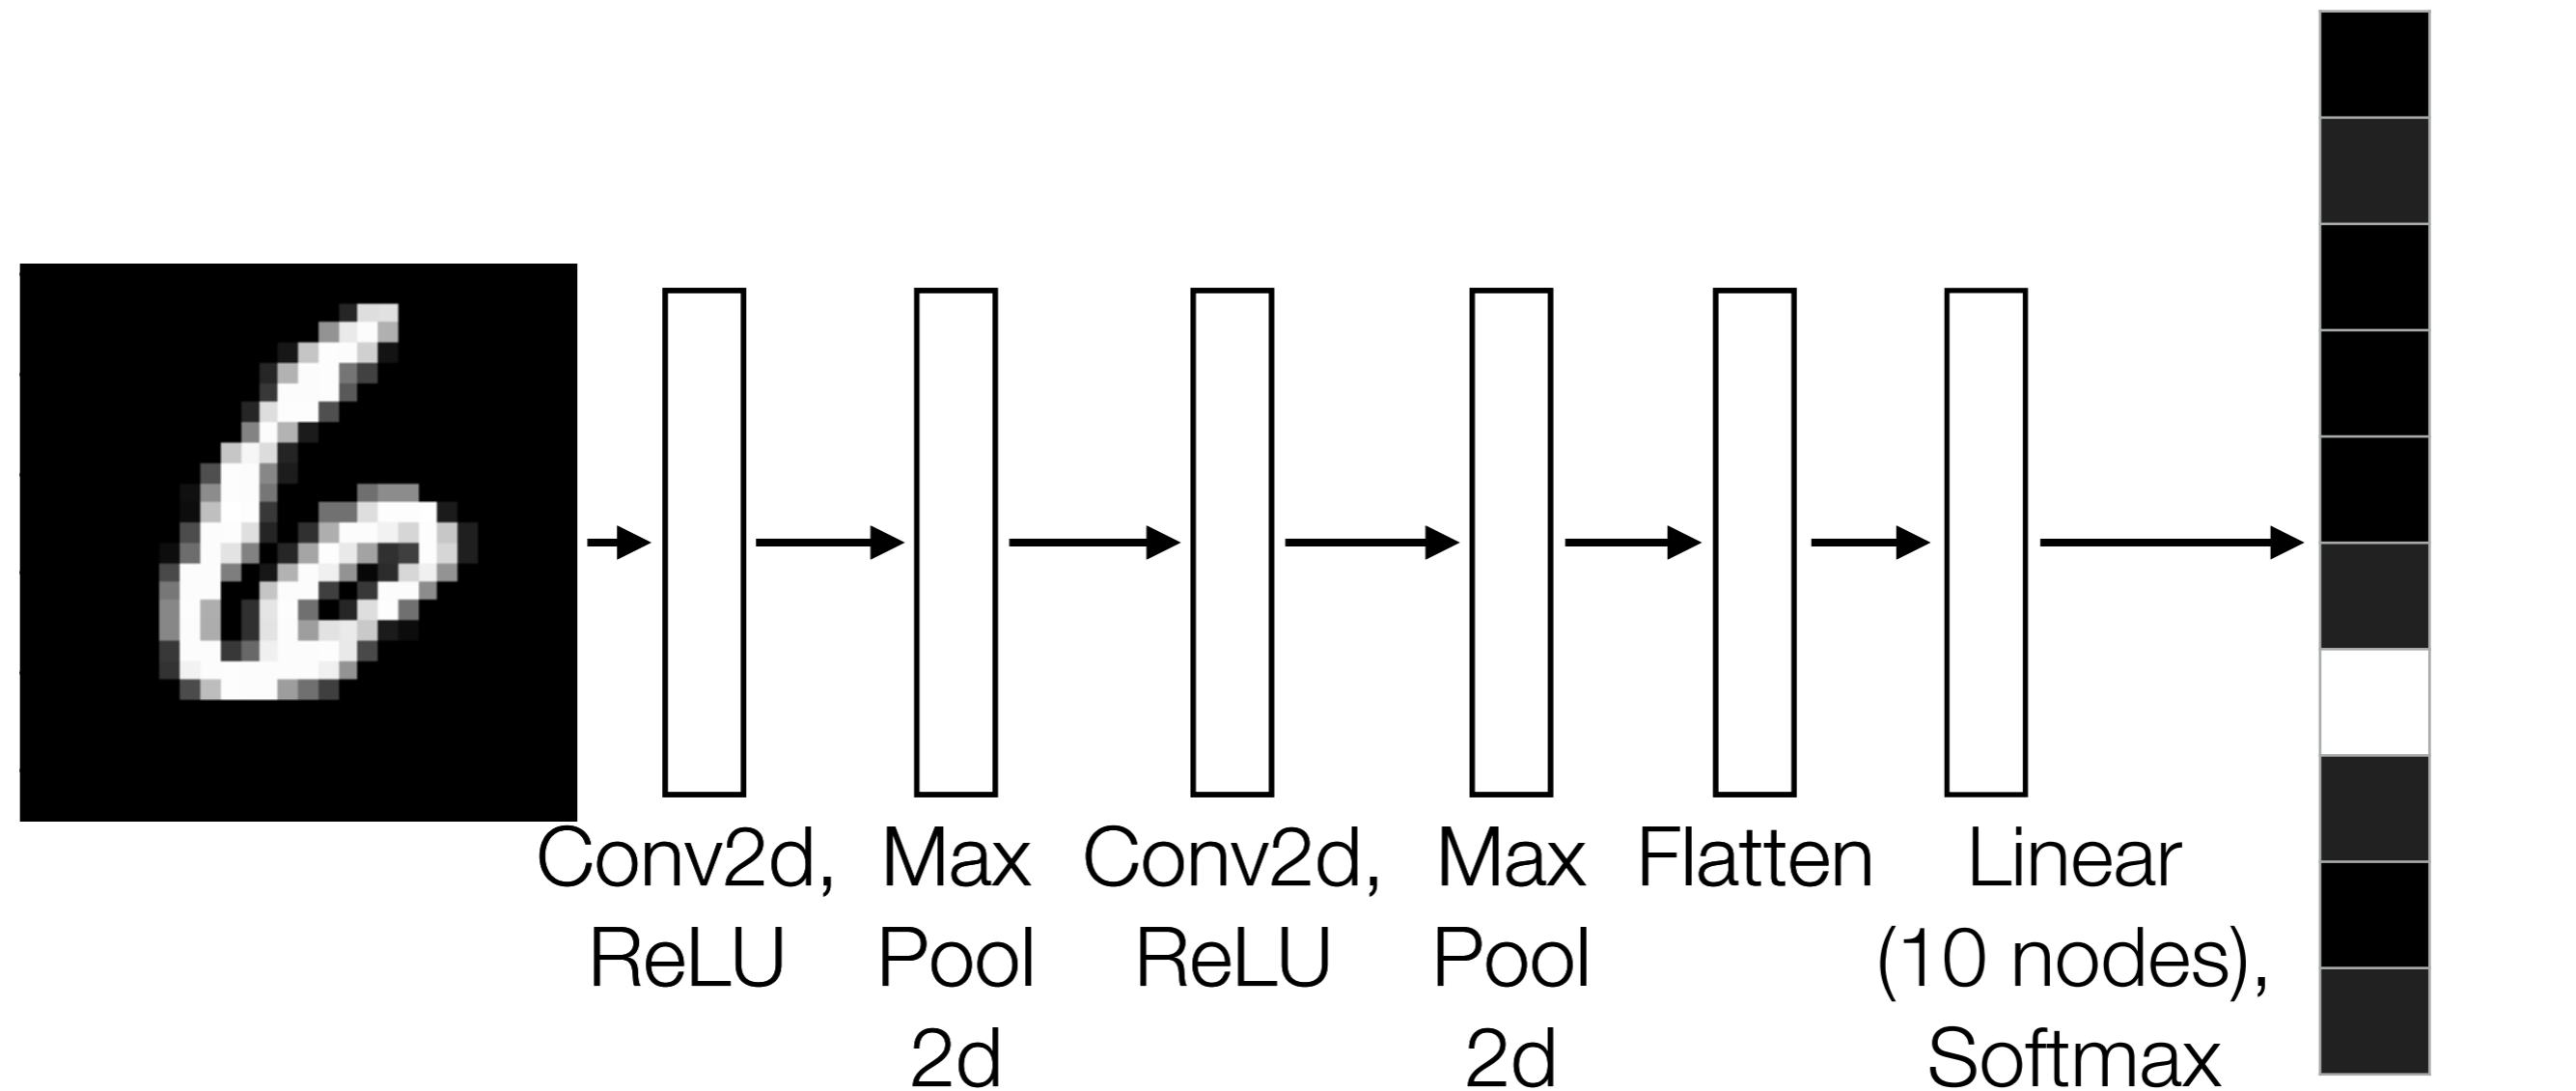 Conv2d,
ReLU
Max
Pool
2d
Conv2d,
ReLU
Max
Pool
2d
Flatten
Linear
(10 nodes),
Softmax